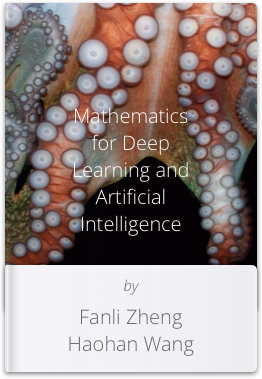 Mathematics
for Deep
Learning and
Artificial
Intelligence
by
Fanli Zheng
Haohan Wang